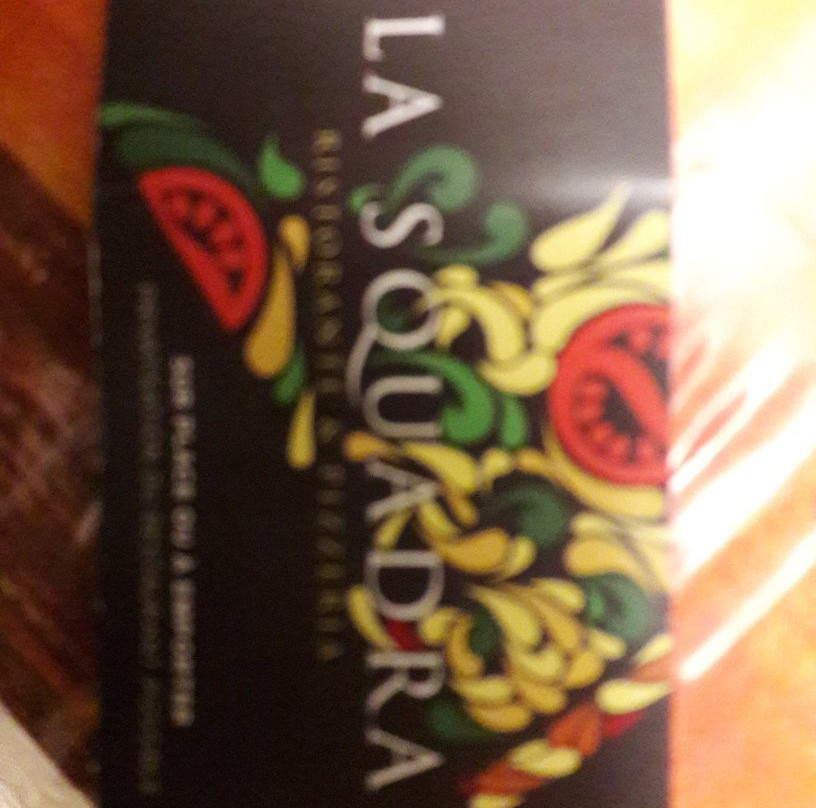 LA SQUADRA
RISTORANTE & PIZZERIA
SUR PLACE OU À EMPORTER